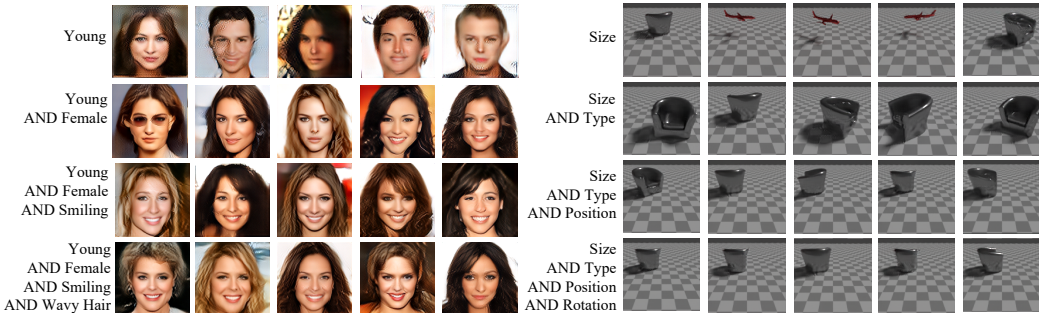 Young
Young
AND Female
Young
AND Female
AND Smiling
Young
AND Female
AND Smiling
AND Wavy Hair
Size
Size
AND Type
Size
AND Type
AND Position
Size
AND Type
AND Position
AND Rotation